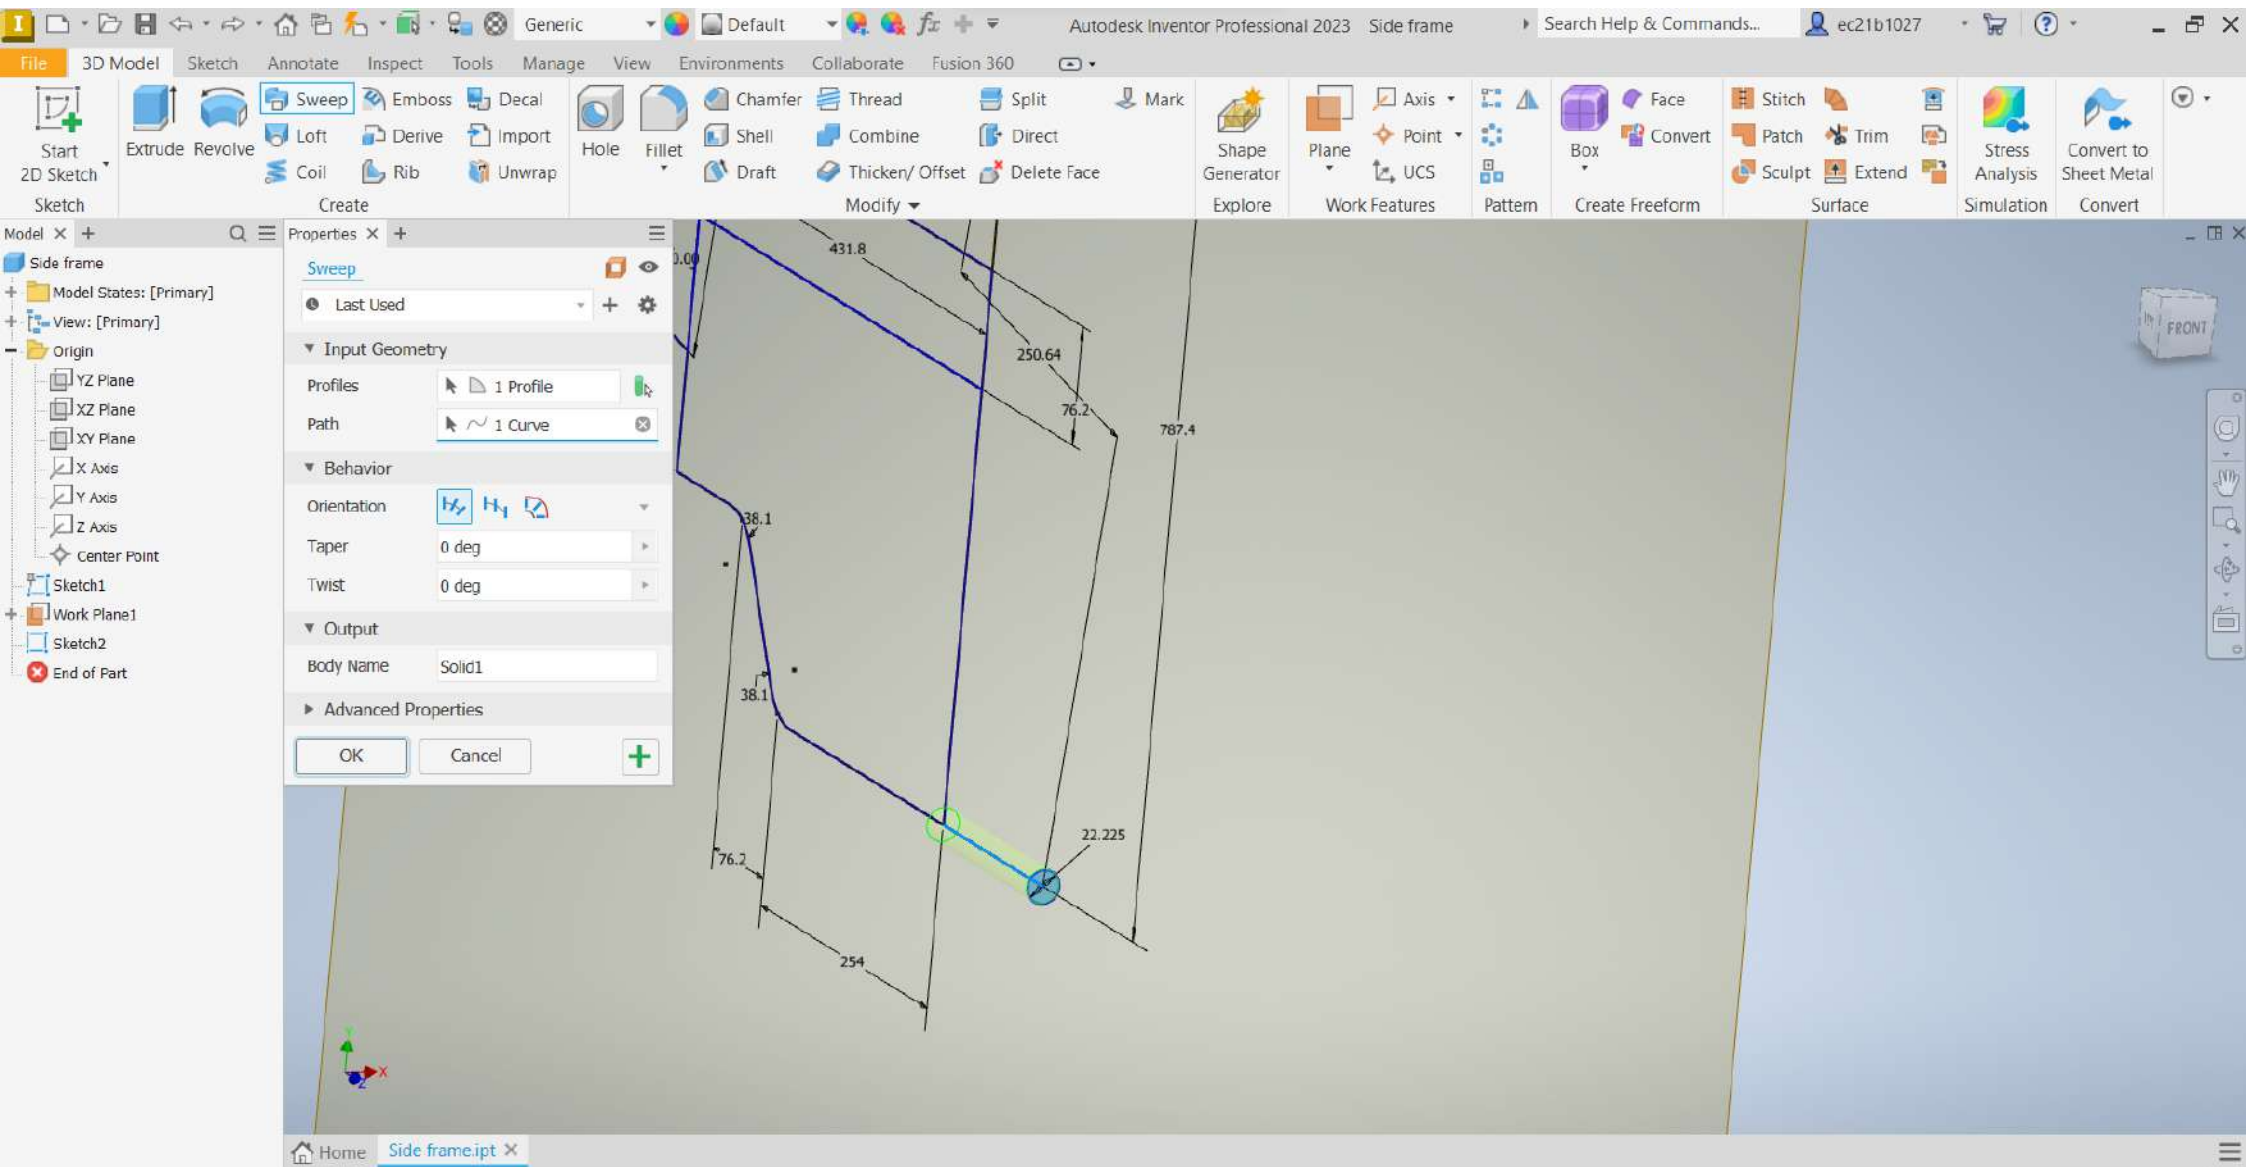 Generic
Default
fx
Autodesk Inventor Professional 2023 Side frame
Search Help & Commands...
ec21b1027
File 3D Model Sketch Annotate Inspect Tools Manage View Environments Collaborate Fusion 360
Start
2D Sketch
Extrude
Revolve
Sweep
Emboss
Decal
Loft
Derive
Import
Coil
Rib
Unwrap
Hole
Fillet
Chamfer
Thread
Split
Mark
Shell
Combine
Direct
Draft
Thicken/ Offset
Delete Face
Shape
Generator
Plane
Axis
Point
UCS
Box
Face
Convert
Stitch
Patch
Trim
Sculpt
Extend
Stress
Analysis
Convert to
Sheet Metal
Sketch
Create
Modify
Explore
Work Features
Pattern
Create Freeform
Surface
Simulation
Convert
Model
Side frame
Model States: [Primary]
View: [Primary]
Origin
YZ Plane
XZ Plane
XY Plane
X Axis
Y Axis
Z Axis
Center Point
Sketch1
Work Plane1
Sketch2
End of Part
Properties
Sweep
Last Used
Input Geometry
Profiles 1 Profile
Path 1 Curve
Behavior
Orientation
Taper 0 deg
Twist 0 deg
Output
Body Name Solid1
Advanced Properties
OK Cancel
431.8
250.64
76.2
787.4
38.1
38.1
22.225
76.2
254
FRONT
Y
X
Z
Home Side frame.ipt